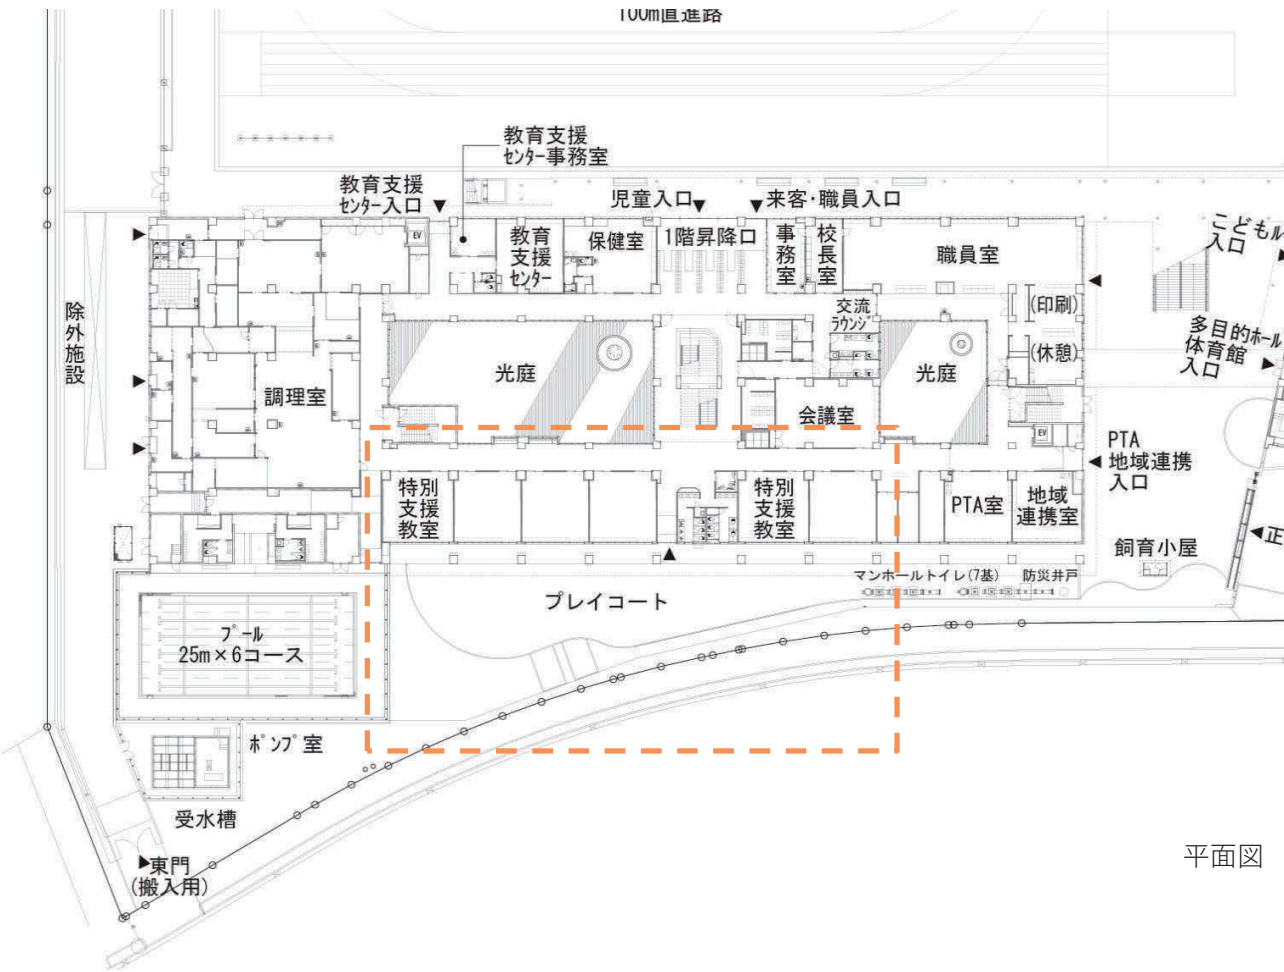 100m直進路
教育支援
センター事務室
教育支援
センター入口
児童入口
来客・職員入口
こどもル
入口
教育
支援
センター
保健室
1階昇降口
事務室
校長室
職員室
EV
除外施設
交流
ラウンジ
(印刷)
(休憩)
多目的ホール
体育館
入口
光庭
光庭
調理室
会議室
EV
PTA
地域連携
入口
特別
支援
教室
特別
支援
教室
PTA室
地域
連携室
正
飼育小屋
マンホールトイレ(7基)
防災井戸
プレイコート
プール
25m×6コース
ポンプ室
受水槽
東門
(搬入用)
平面図